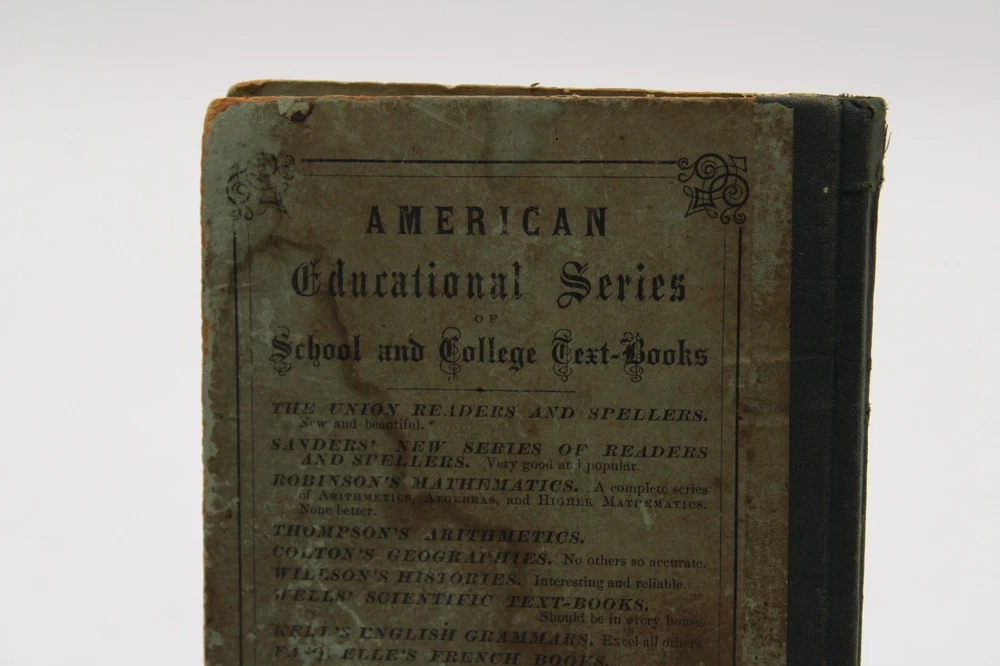 AMERICAN
Educational Series
OF
School and College Text-Books
THE UNION READERS AND SPELLERS.
New and beautiful.
SANDERS' NEW SERIES OF READERS
AND SPELLERS. Very good and popular.
ROBINSON'S MATHEMATICS. A complete series
of ARITHMETICS, ALGEBRAS, and HIGHER MATHEMATICS.
None better.
THOMPSON'S ARITHMETICS.
COLTON'S GEOGRAPHIES. No others so accurate.
WILLSON'S HISTORIES. Interesting and reliable.
WELLS' SCIENTIFIC TEXT-BOOKS.
Should be in every house.
ENGLISH GRAMMARS. Excel all others.
FRENCH BOOKS.